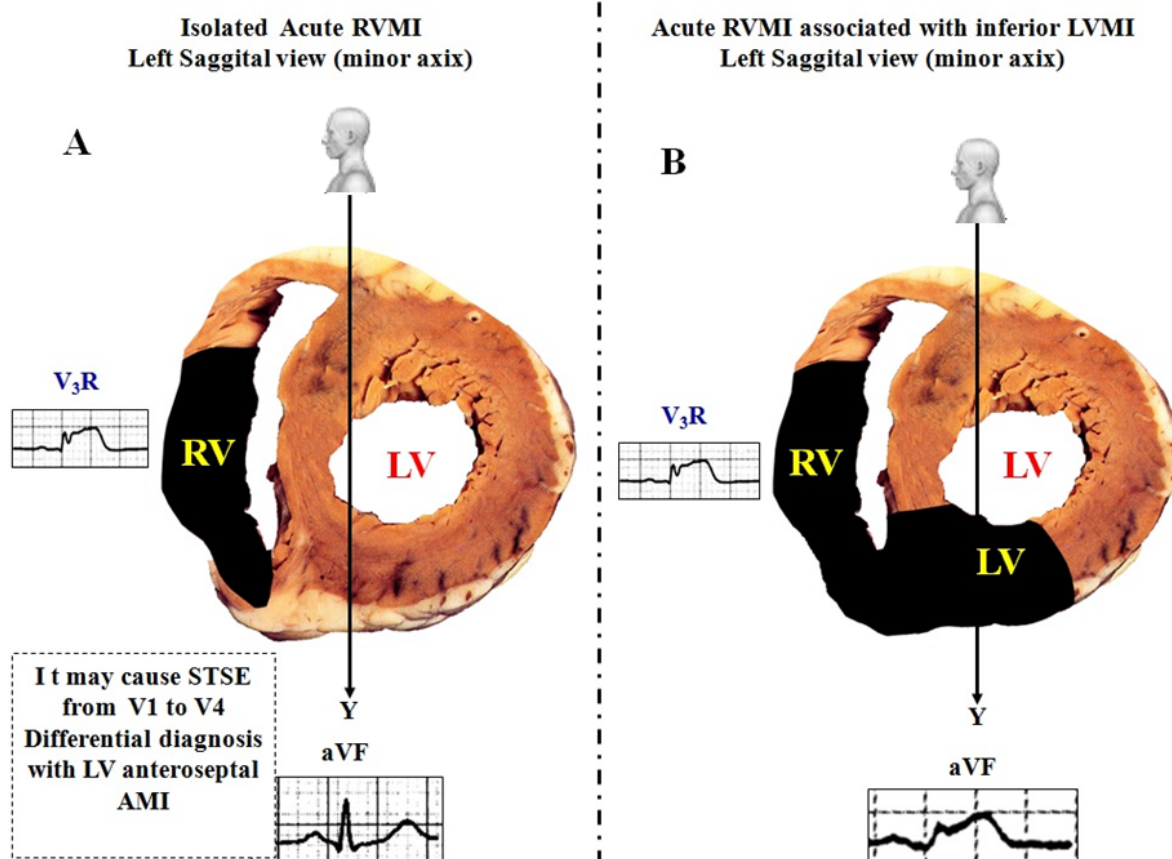 Isolated Acute RVMI
Left Saggital view (minor axix)
A
V3R
RV
LV
I t may cause STSE
from V1 to V4
Differential diagnosis
with LV anteroseptal
AMI
Y
aVF
Acute RVMI associated with inferior LVMI
Left Saggital view (minor axix)
B
V3R
RV
LV
LV
Y
aVF